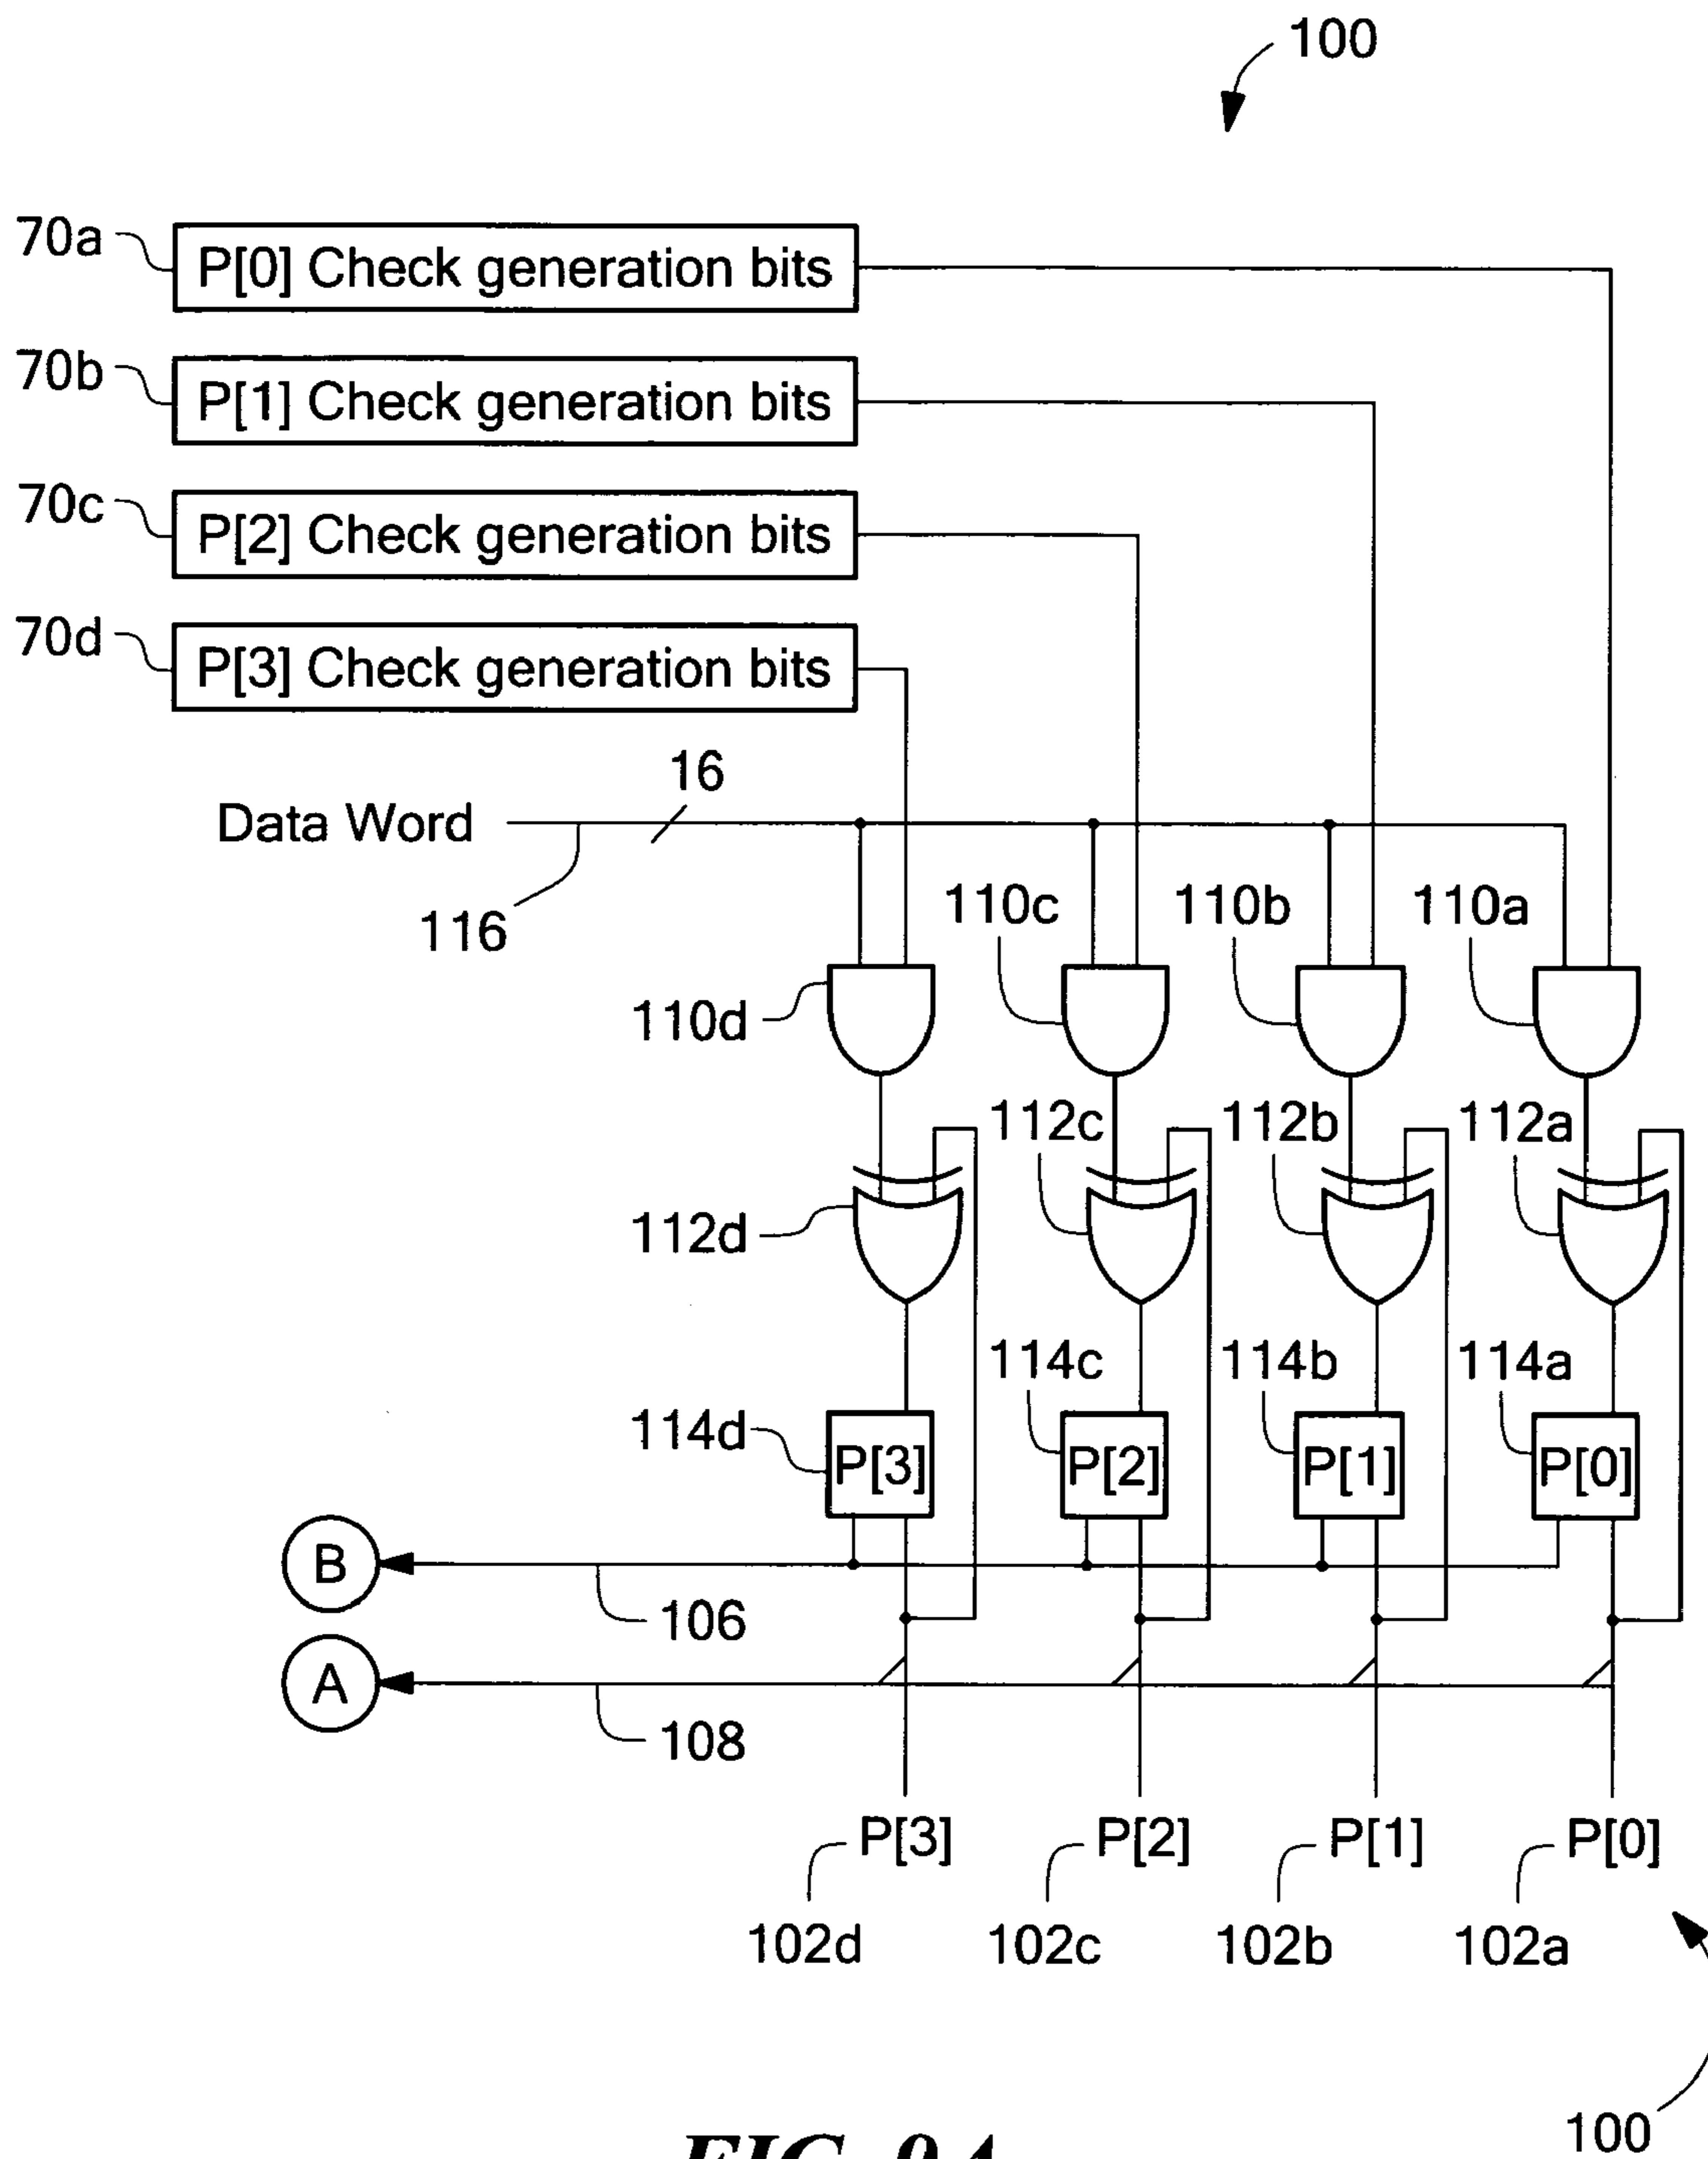 100
70a
P[0] Check generation bits
70b
P[1] Check generation bits
70c
P[2] Check generation bits
70d
P[3] Check generation bits
16
Data Word
116
110c
110b
110a
110d
112c
112b
112a
112d
114c
114b
114a
114d
P[3]
P[2]
P[1]
P[0]
B
106
A
108
P[3]
P[2]
P[1]
P[0]
102d
102c
102b
102a
100